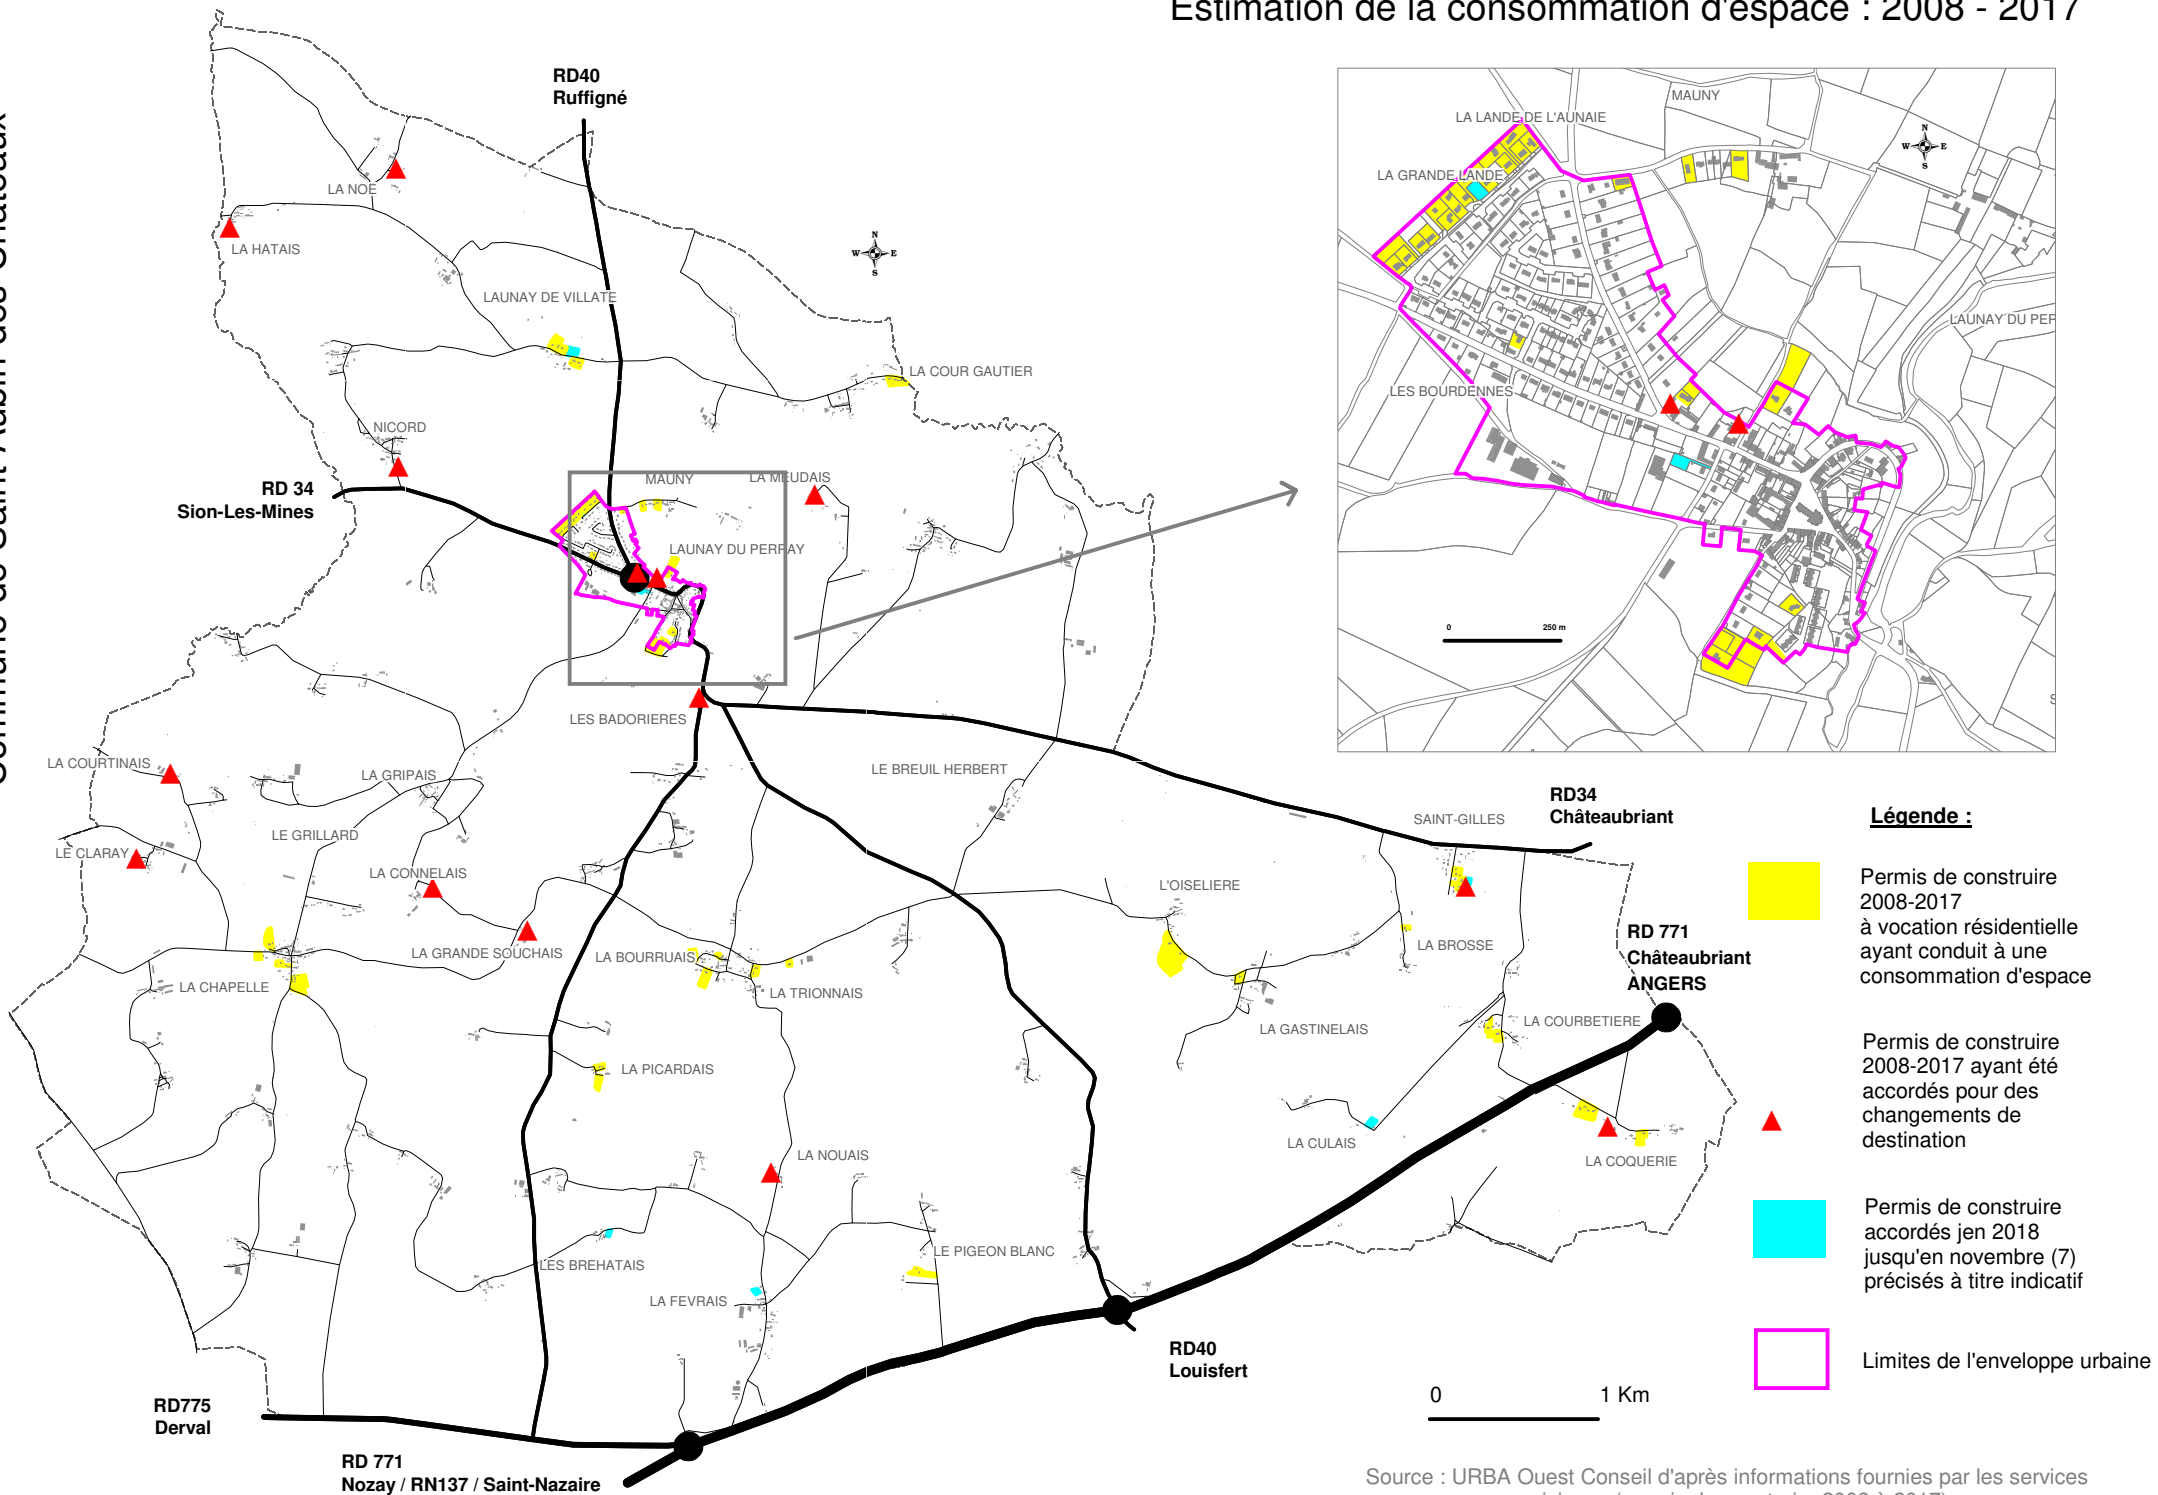 Estimation de la consommation d'espace : 2008 - 2017
Commune de Saint Aubin des Châteaux
RD40
Ruffigné
LA NOE
LA HATAIS
N
W E
S
LAUNAY DE VILLATE
LA COUR GAUTIER
NICORD
RD 34
Sion-Les-Mines
MAUNY
LA MEUDAIS
LAUNAY DU PERRAY
LES BADORIERES
LA COURTINAIS
LA GRIPAIS
LE BREUIL HERBERT
LE GRILLARD
LE CLARAY
LA CONNELAIS
LA GRANDE SOUCHAIS
LA BOURRUAIS
LA CHAPELLE
LA TRIONNAIS
L'OISELIERE
SAINT-GILLES
RD34
Châteaubriant
LA BROSSE
RD 771
Châteaubriant
ANGERS
LA GASTINELAIS
LA COURBETIERE
LA PICARDAIS
LA CULAIS
LA NOUAIS
LA COQUERIE
LES BREHATAIS
LE PIGEON BLANC
LA FEVRAIS
RD40
Louisfert
RD775
Derval
RD 771
Nozay / RN137 / Saint-Nazaire
0 1 Km
MAUNY
LA LANDE DE L'AUNAIE
LA GRANDE LANDE
N
W E
S
LAUNAY DU PER
LES BOURDENNES
0 250 m
S
Légende :
Permis de construire
2008-2017
à vocation résidentielle
ayant conduit à une
consommation d'espace
Permis de construire
2008-2017 ayant été
accordés pour des
changements de
destination
Permis de construire
accordés jen 2018
jusqu'en novembre (7)
précisés à titre indicatif
Limites de l'enveloppe urbaine
Source : URBA Ouest Conseil d'après informations fournies par les services